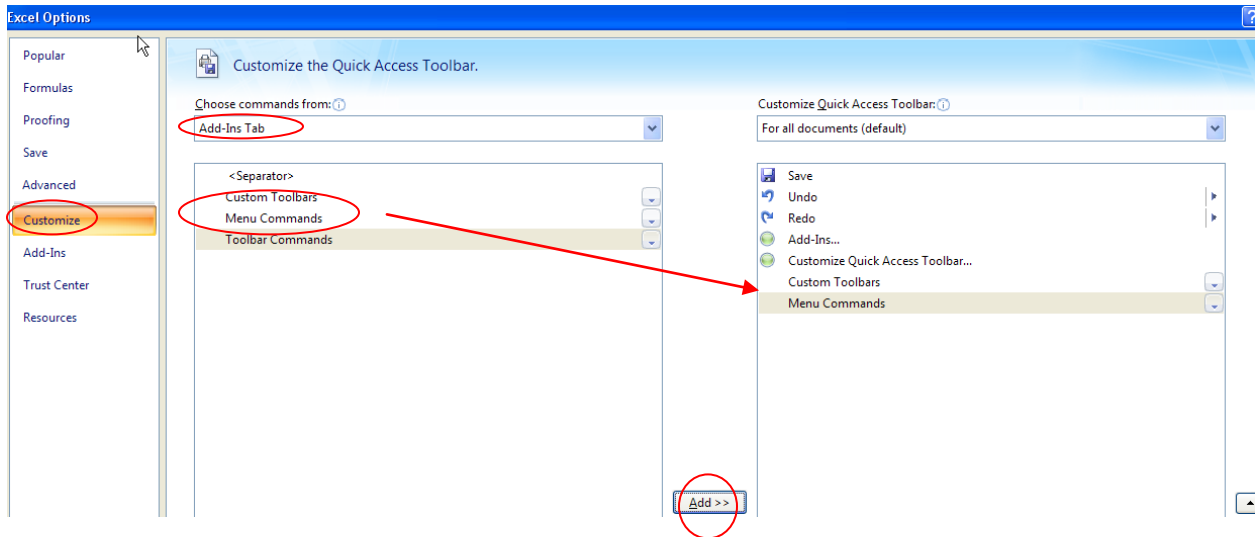 Excel Options
?
Popular
Formulas
Proofing
Save
Advanced
Customize
Add-Ins
Trust Center
Resources
Customize the Quick Access Toolbar.
Choose commands from:
Add-Ins Tab
<Separator>
Custom Toolbars
Menu Commands
Toolbar Commands
Add >>
Customize Quick Access Toolbar:
For all documents (default)
Save
Undo
Redo
Add-Ins...
Customize Quick Access Toolbar...
Custom Toolbars
Menu Commands